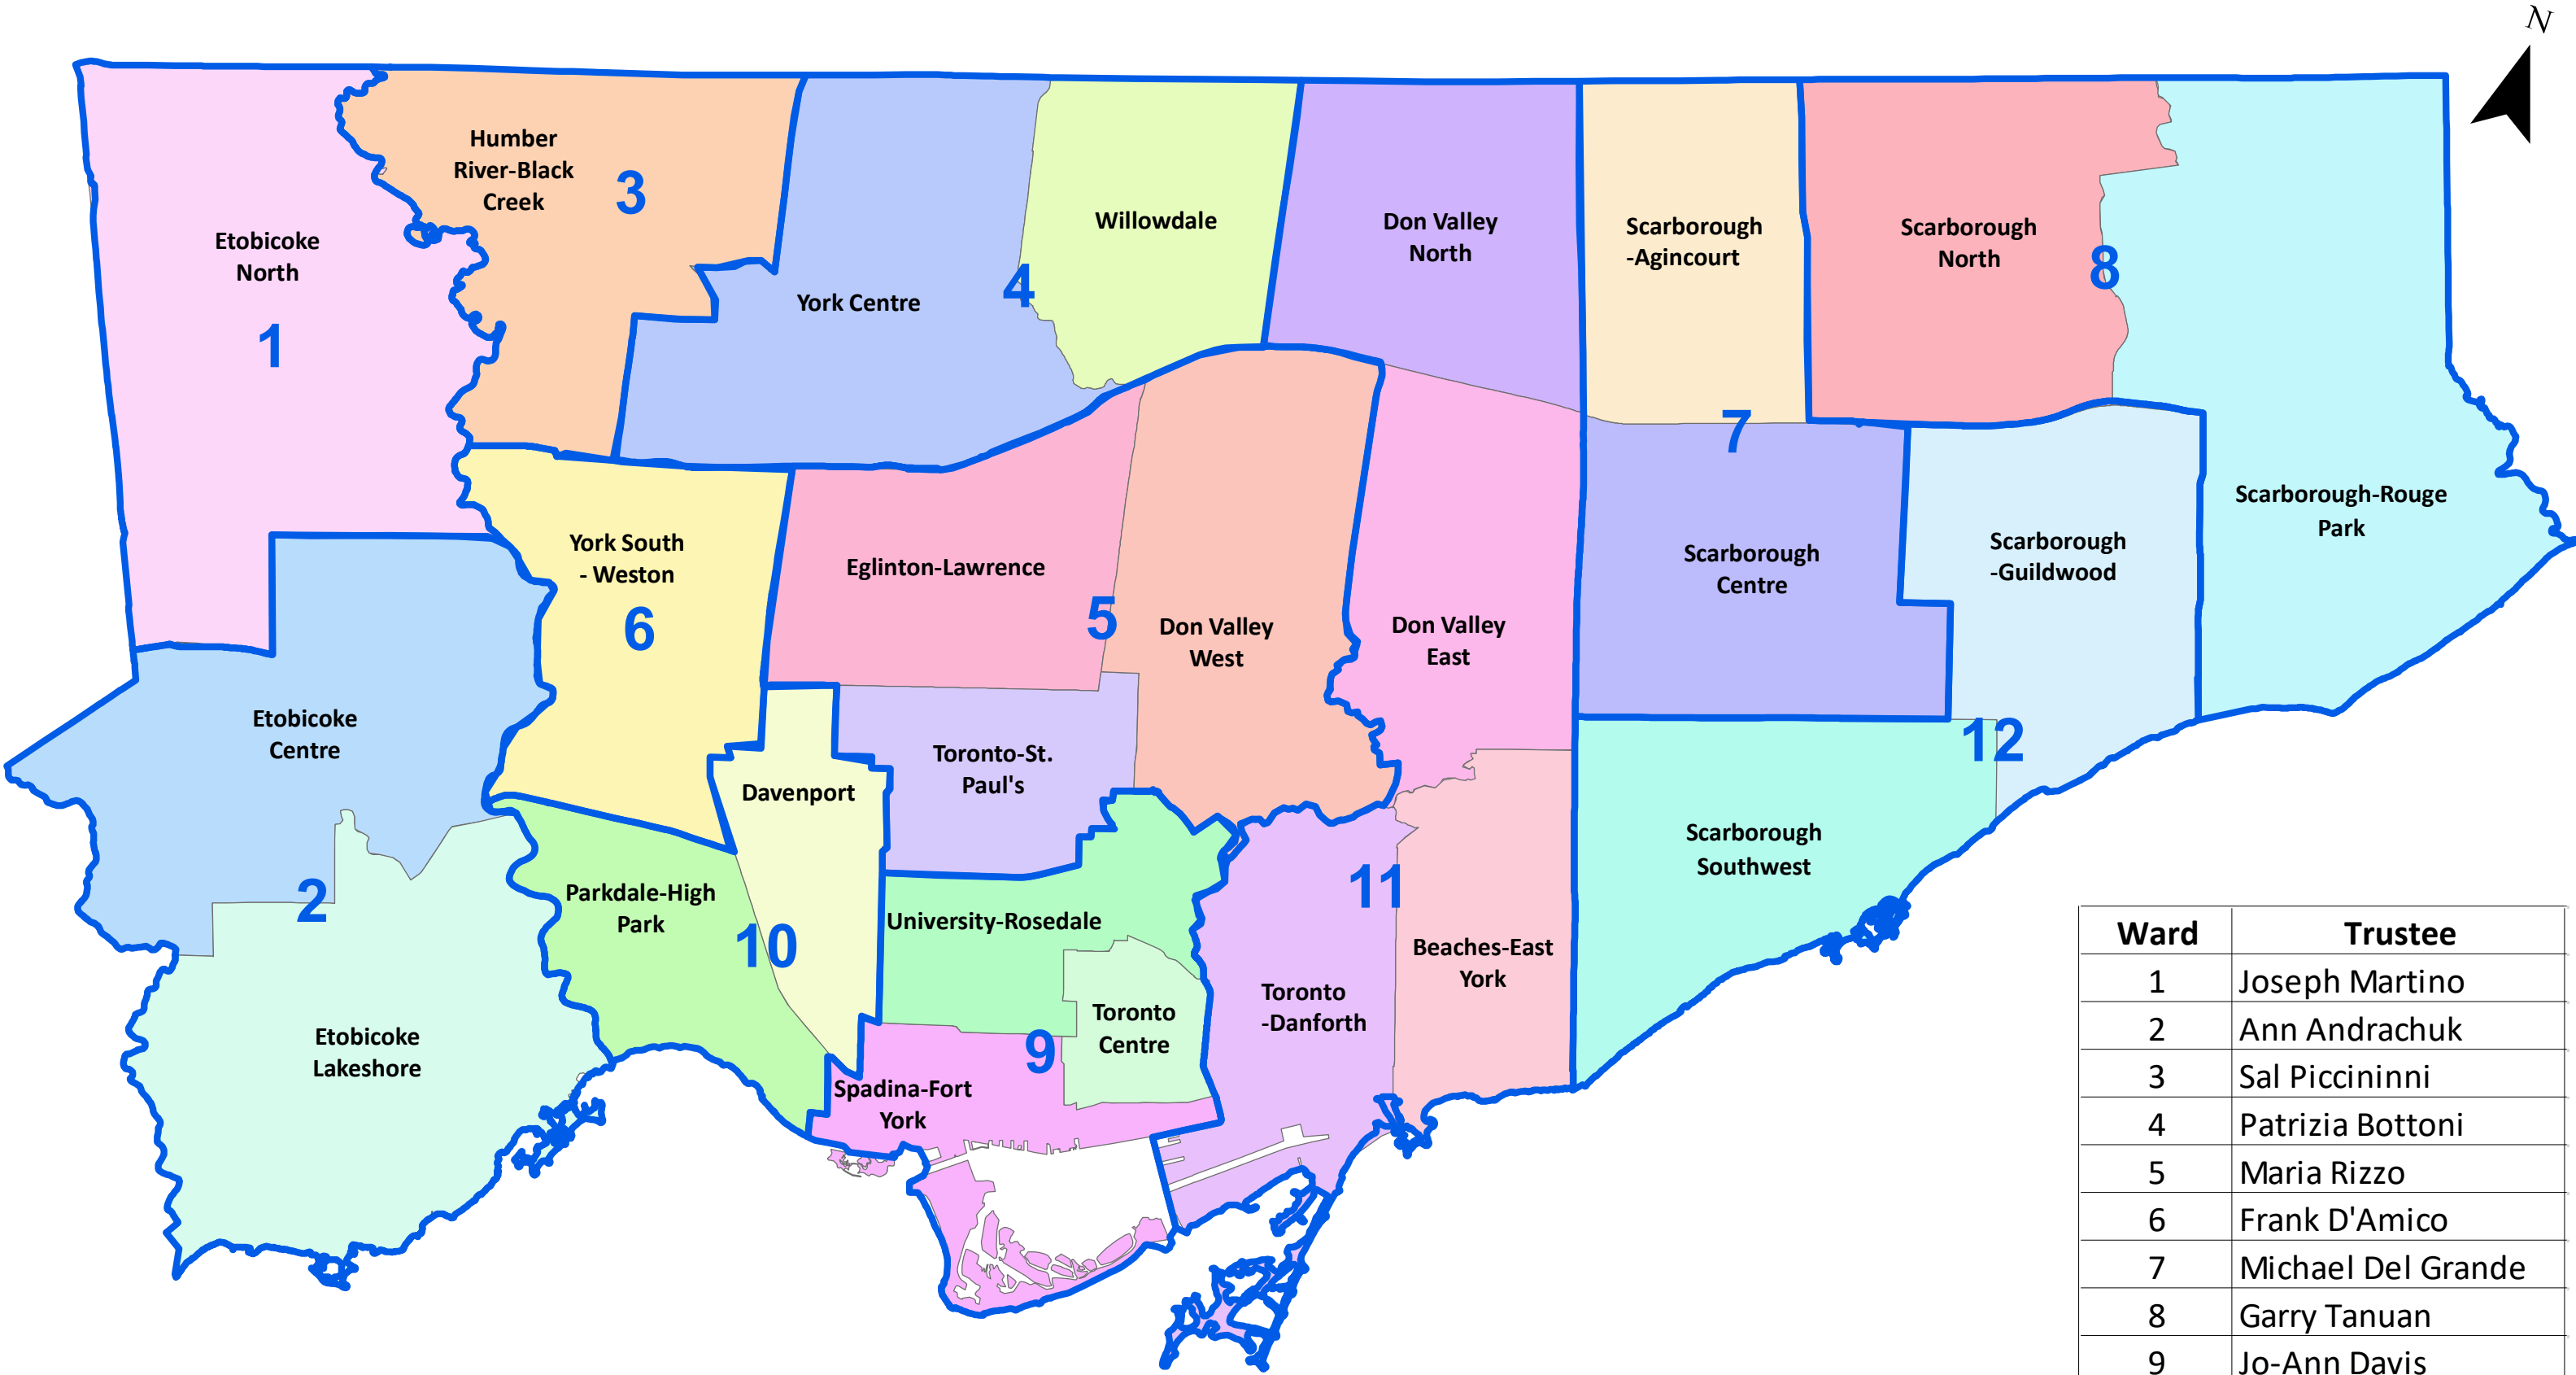 N
Humber
River-Black
Creek
3
Etobicoke
North
1
York Centre
4
Willowdale
Don Valley
North
Scarborough
-Agincourt
Scarborough
North
8
7
Scarborough-Rouge
Park
York South
- Weston
6
Eglinton-Lawrence
5
Don Valley
West
Don Valley
East
Scarborough
Centre
Scarborough
-Guildwood
12
Etobicoke
Centre
2
Davenport
Toronto-St.
Paul's
Scarborough
Southwest
Parkdale-High
Park
10
University-Rosedale
11
Beaches-East
York
Toronto
-Danforth
Toronto
Centre
9
Etobicoke
Lakeshore
Spadina-Fort
York
Ward Trustee
1 Joseph Martino
2 Ann Andrachuk
3 Sal Piccininni
4 Patrizia Bottoni
5 Maria Rizzo
6 Frank D'Amico
7 Michael Del Grande
8 Garry Tanuan
9 Jo-Ann Davis